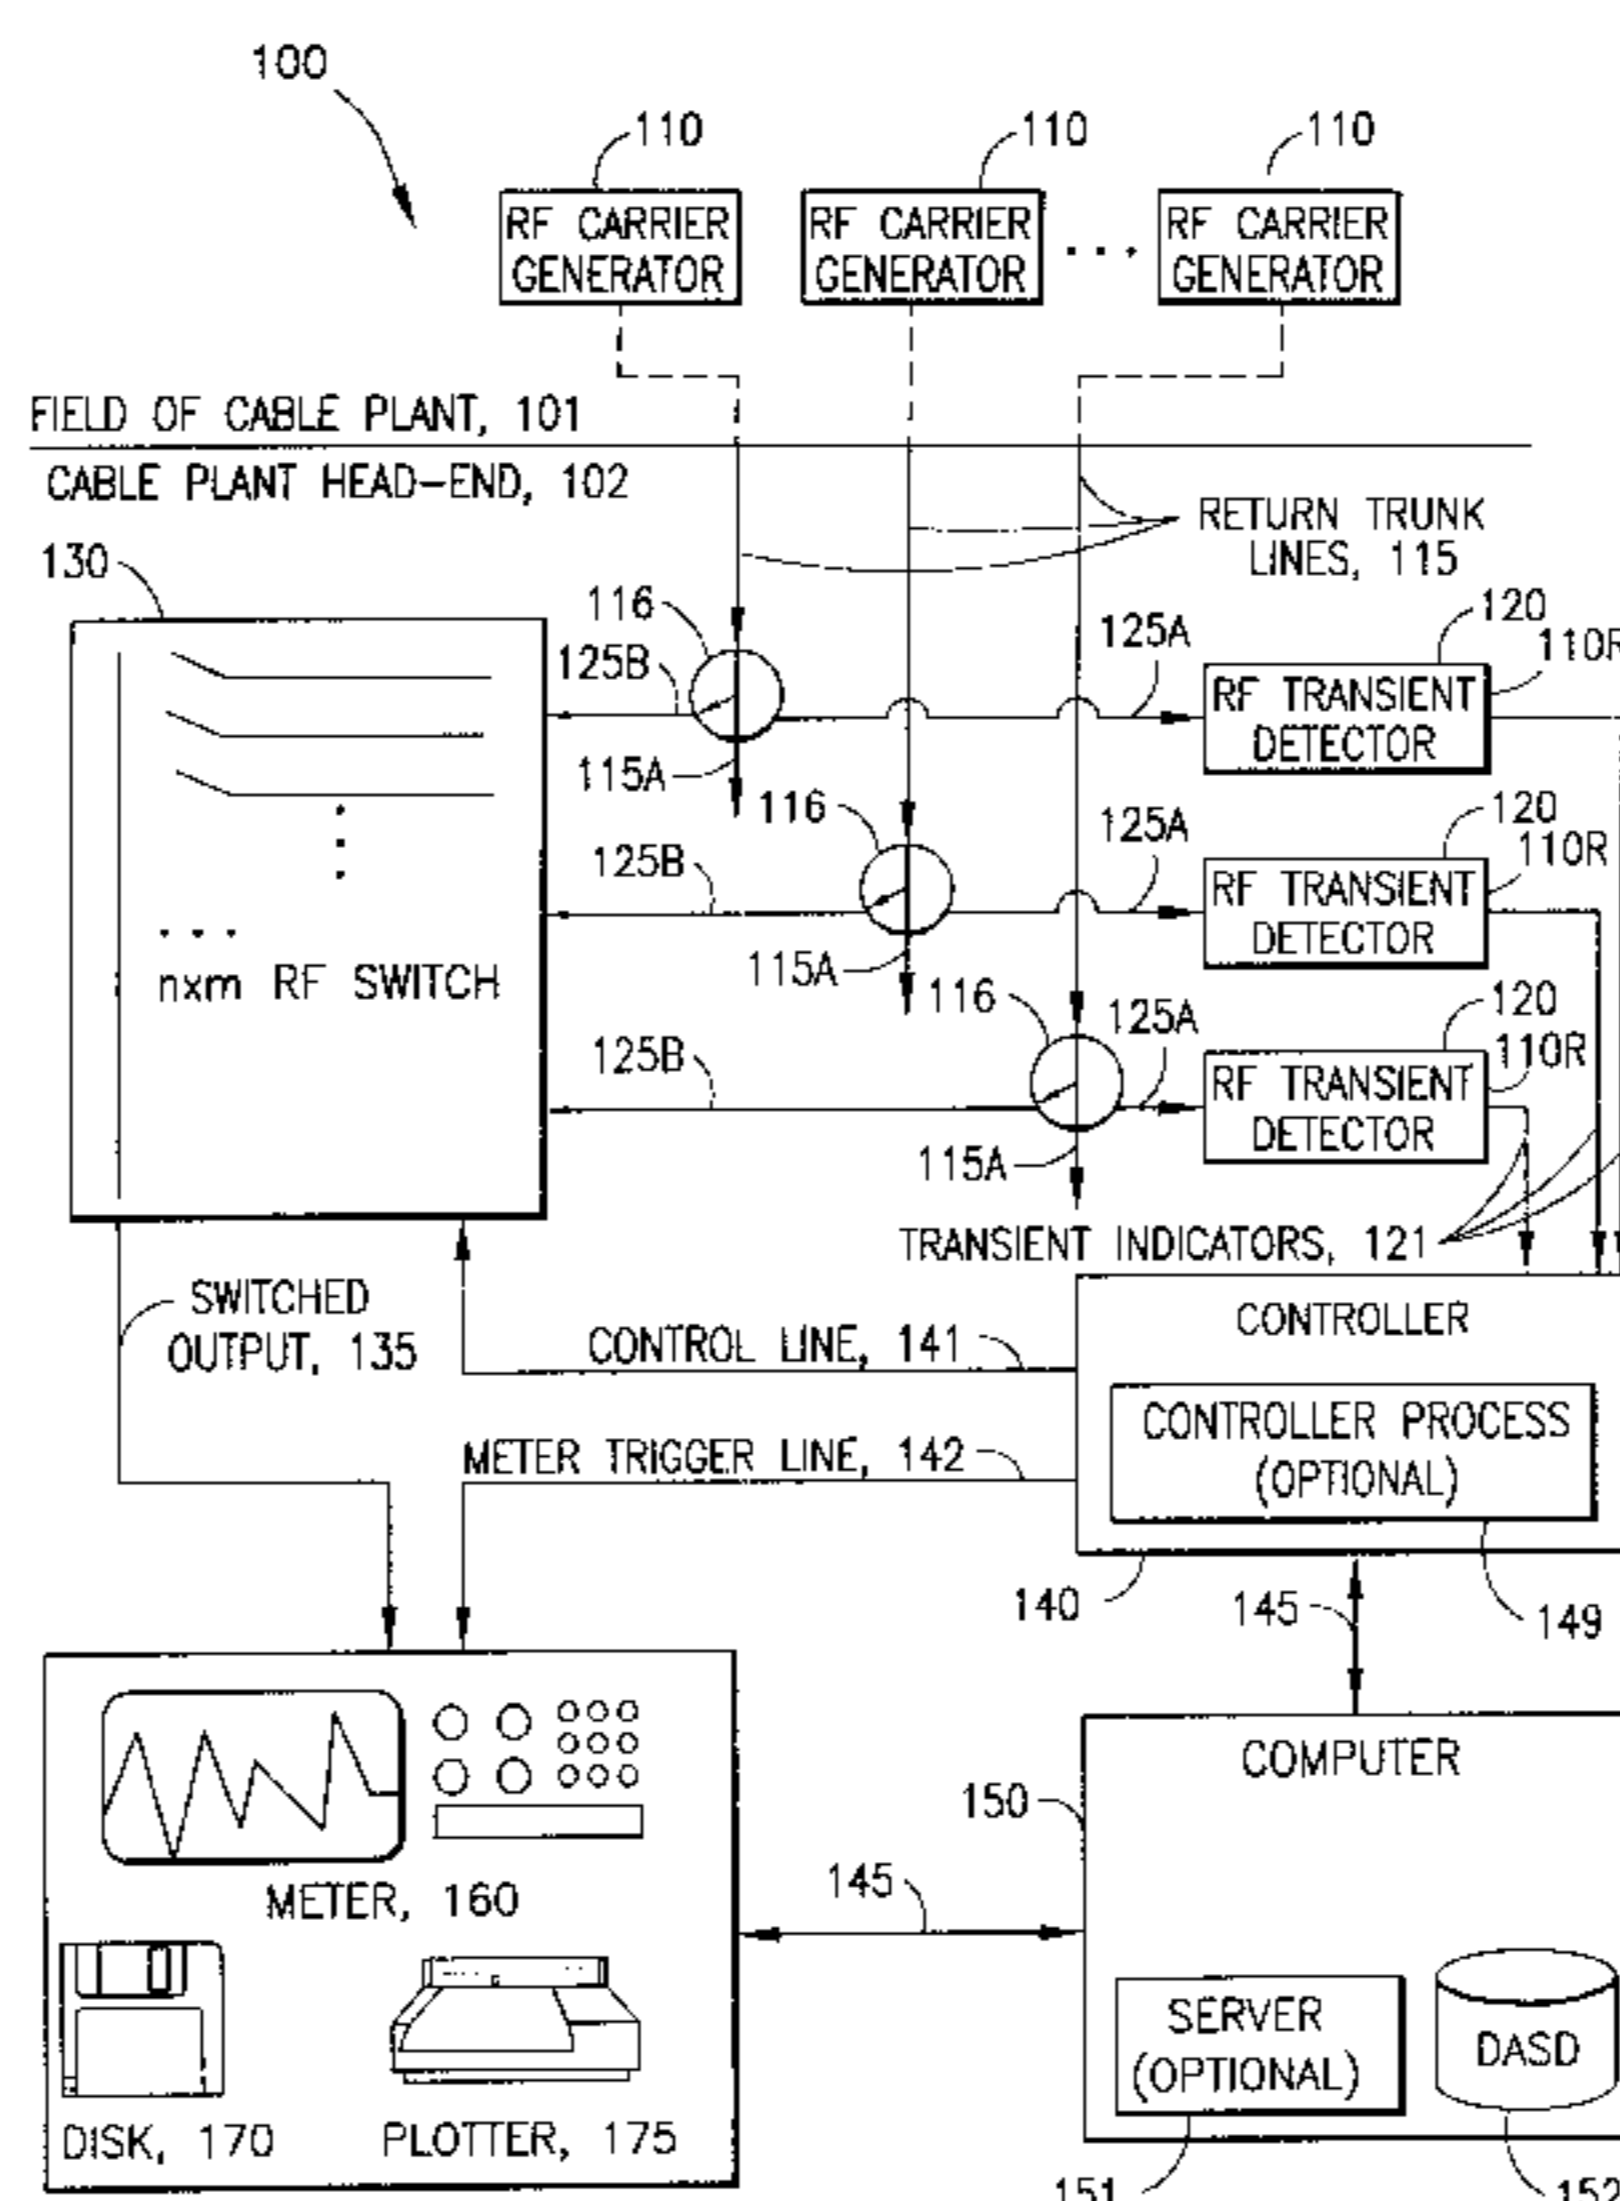 100
110
110
110
RF CARRIER
GENERATOR
RF CARRIER
GENERATOR
. . .
RF CARRIER
GENERATOR
FIELD OF CABLE PLANT, 101
CABLE PLANT HEAD-END, 102
RETURN TRUNK
LINES, 115
130
116
125B
115A
125A
120
110R
RF TRANSIENT
DETECTOR
116
125B
115A
125A
120
110R
RF TRANSIENT
DETECTOR
nxm RF SWITCH
116
125B
115A
125A
120
110R
RF TRANSIENT
DETECTOR
TRANSIENT INDICATORS, 121
SWITCHED
OUTPUT, 135
CONTROL LINE, 141
CONTROLLER
METER TRIGGER LINE, 142
CONTROLLER PROCESS
(OPTIONAL)
140
145
149
COMPUTER
150
METER, 160
145
SERVER
(OPTIONAL)
DASD
DISK, 170
PLOTTER, 175
151
152